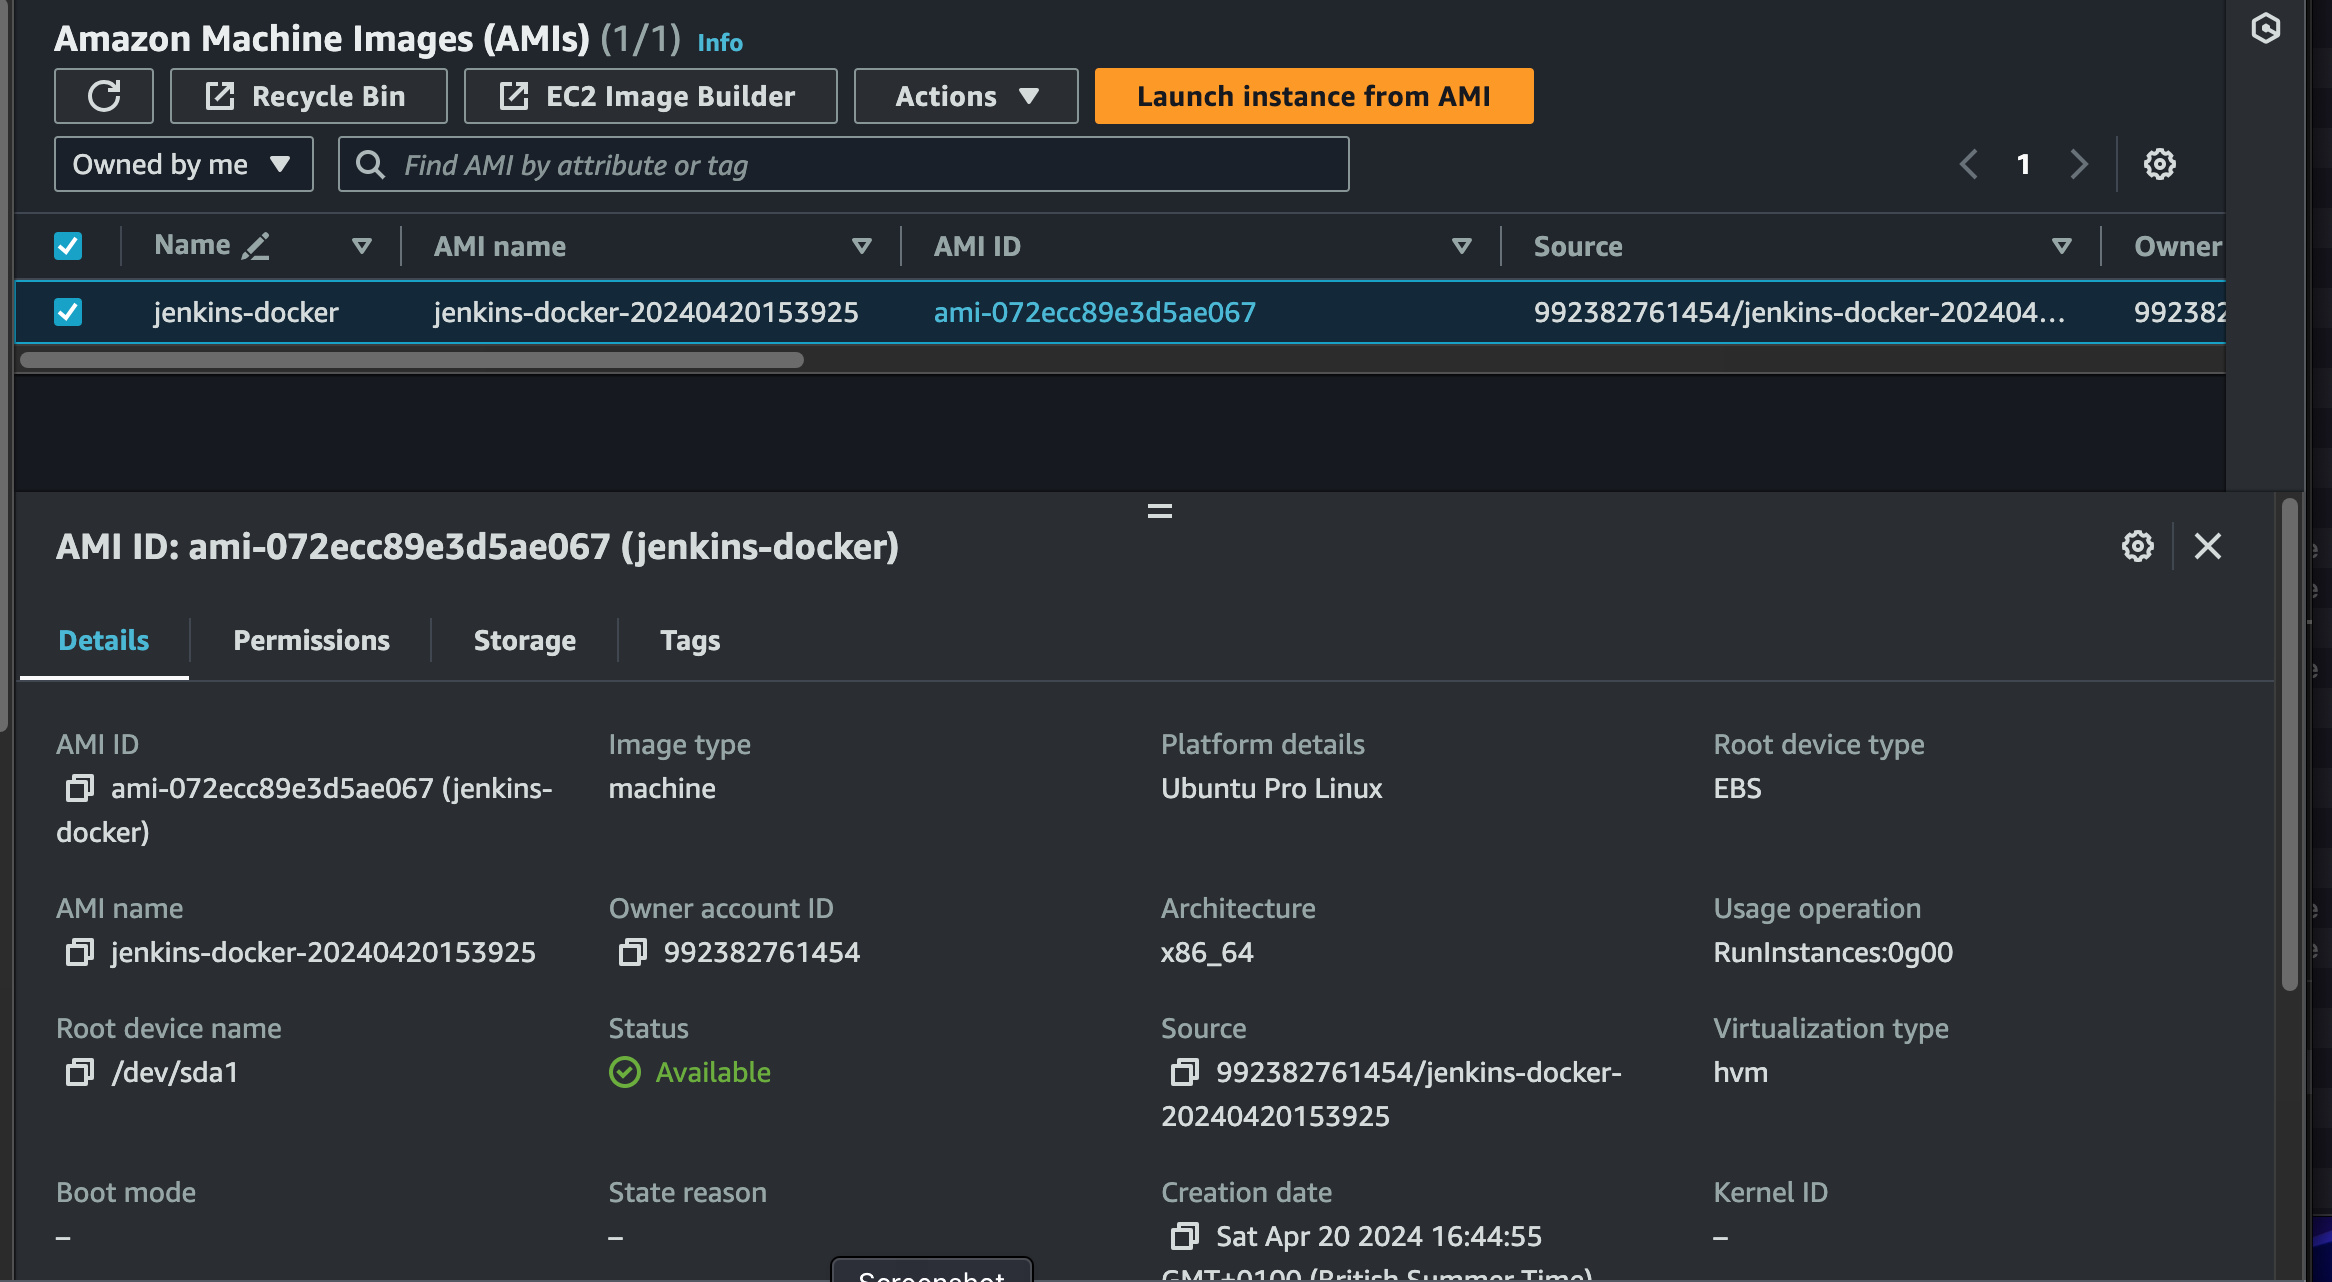 Amazon Machine Images (AMIs) (1/1) Info
Recycle Bin
EC2 Image Builder
Actions
Launch instance from AMI
Owned by me
Find AMI by attribute or tag
1
Name AMI name AMI ID Source Owner
jenkins-docker jenkins-docker-20240420153925 ami-072ecc89e3d5ae067 992382761454/jenkins-docker-202404... 992382
AMI ID: ami-072ecc89e3d5ae067 (jenkins-docker)
Details Permissions Storage Tags
AMI ID
ami-072ecc89e3d5ae067 (jenkins-
docker)
Image type
machine
Platform details
Ubuntu Pro Linux
Root device type
EBS
AMI name
jenkins-docker-20240420153925
Owner account ID
992382761454
Architecture
x86_64
Usage operation
RunInstances:0g00
Root device name
/dev/sda1
Status
Available
Source
992382761454/jenkins-docker-
20240420153925
Virtualization type
hvm
Boot mode
–
State reason
–
Creation date
Sat Apr 20 2024 16:44:55
GMT+0100 (British Summer Time)
Kernel ID
–
Screenshot